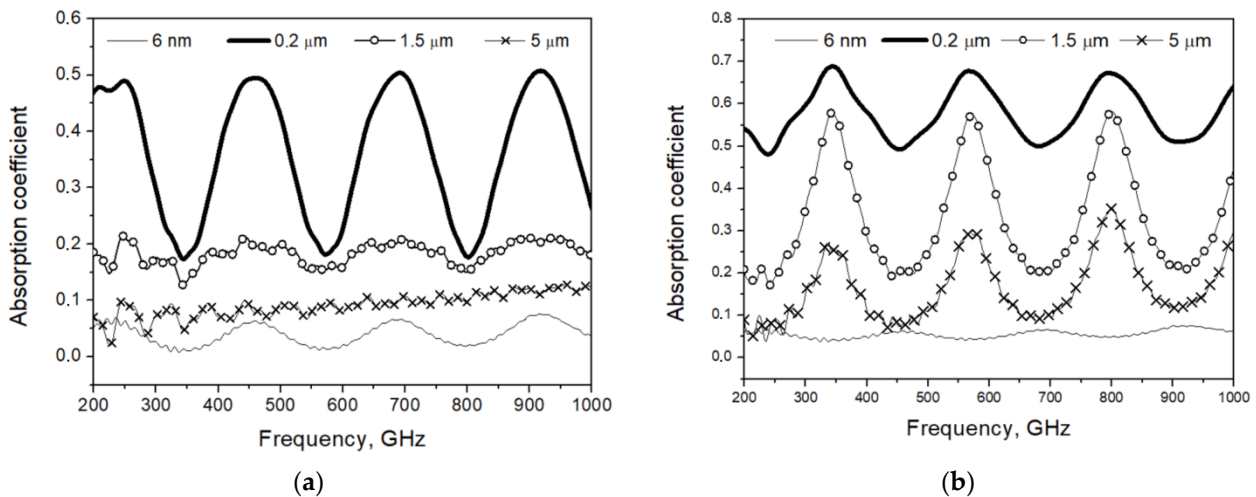 6 nm 0.2 μm 1.5 μm 5 μm
0.6
0.5
0.4
0.3
0.2
0.1
0.0
Absorption coefficient
200 300 400 500 600 700 800 900 1000
Frequency, GHz
(a)
6 nm 0.2 μm 1.5 μm 5 μm
0.8
0.7
0.6
0.5
0.4
0.3
0.2
0.1
0.0
Absorption coefficient
200 300 400 500 600 700 800 900 1000
Frequency, GHz
(b)